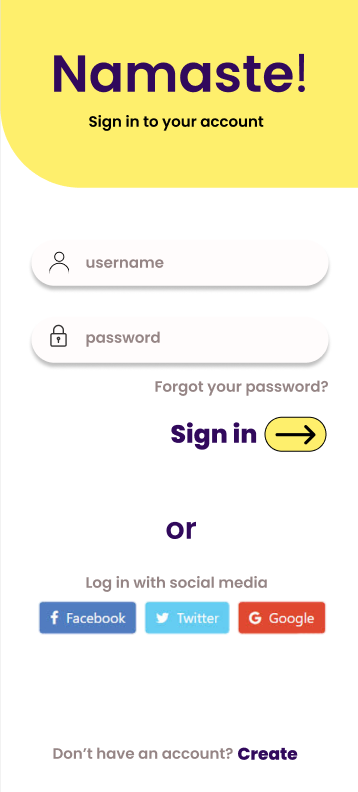 Namaste!
Sign in to your account
username
password
Forgot your password?
Sign in
or
Log in with social media
Facebook Twitter Google
Don’t have an account? Create